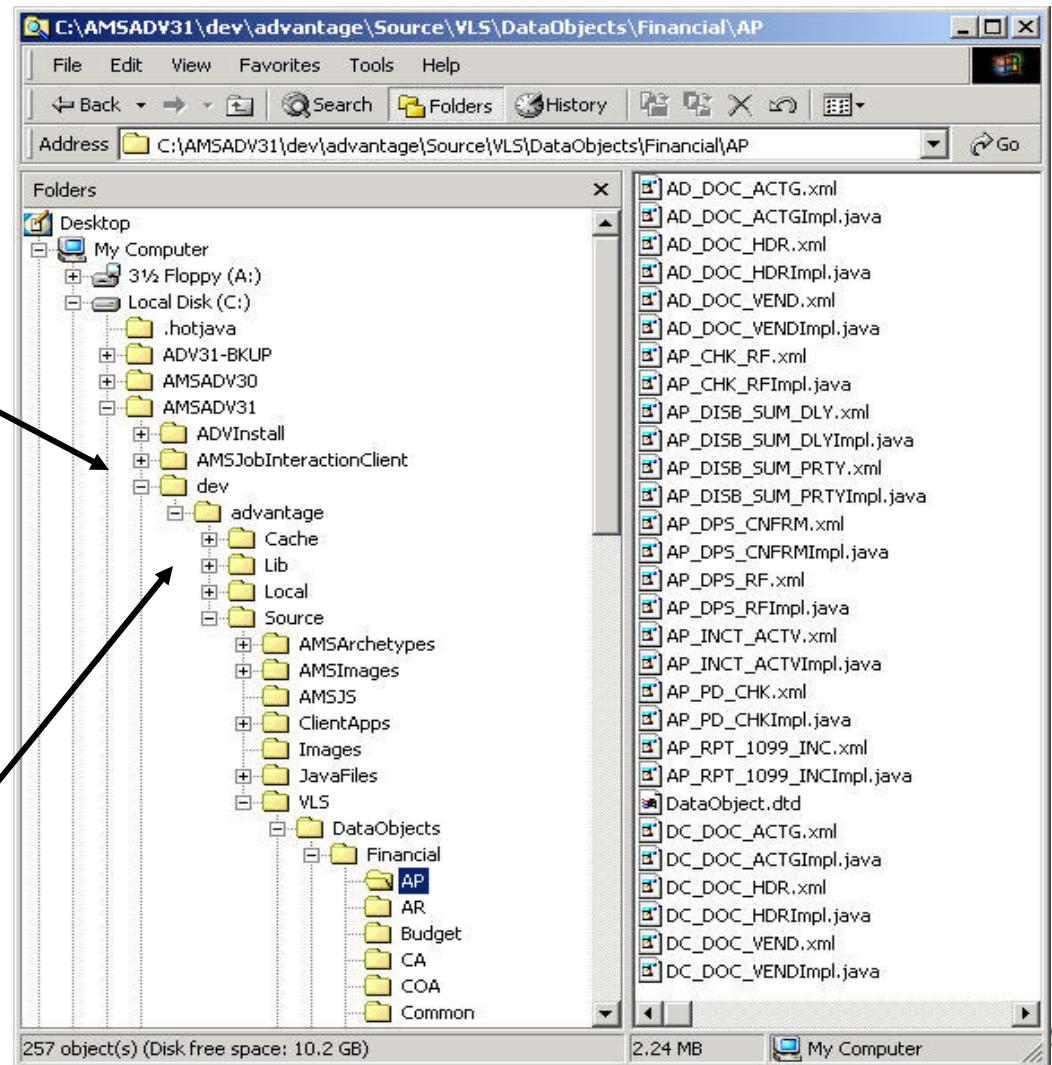 C:\AMSADV31\dev\advantage\Source\VLS\DataObjects\Financial\AP
File Edit View Favorites Tools Help
Back Search Folders History
Address C:\AMSADV31\dev\advantage\Source\VLS\DataObjects\Financial\AP Go
Folders
Desktop
My Computer
3½ Floppy (A:)
Local Disk (C:)
.hotjava
ADV31-BKUP
AMSADV30
AMSADV31
ADVInstall
AMSJobInteractionClient
dev
advantage
Cache
Lib
Local
Source
AMSArchetypes
AMSImages
AMSJS
ClientApps
Images
JavaFiles
VLS
DataObjects
Financial
AP
AR
Budget
CA
COA
Common
AD_DOC_ACTG.xml
AD_DOC_ACTGImpl.java
AD_DOC_HDR.xml
AD_DOC_HDRImpl.java
AD_DOC_VEND.xml
AD_DOC_VENDImpl.java
AP_CHK_RF.xml
AP_CHK_RFImpl.java
AP_DISB_SUM_DLY.xml
AP_DISB_SUM_DLYImpl.java
AP_DISB_SUM_PRTY.xml
AP_DISB_SUM_PRTYImpl.java
AP_DPS_CNFRM.xml
AP_DPS_CNFRMImpl.java
AP_DPS_RF.xml
AP_DPS_RFImpl.java
AP_INCT_ACTV.xml
AP_INCT_ACTVImpl.java
AP_PD_CHK.xml
AP_PD_CHKImpl.java
AP_RPT_1099_INC.xml
AP_RPT_1099_INCImpl.java
DataObject.dtd
DC_DOC_ACTG.xml
DC_DOC_ACTGImpl.java
DC_DOC_HDR.xml
DC_DOC_HDRImpl.java
DC_DOC_VEND.xml
DC_DOC_VENDImpl.java
257 object(s) (Disk free space: 10.2 GB) 2.24 MB My Computer